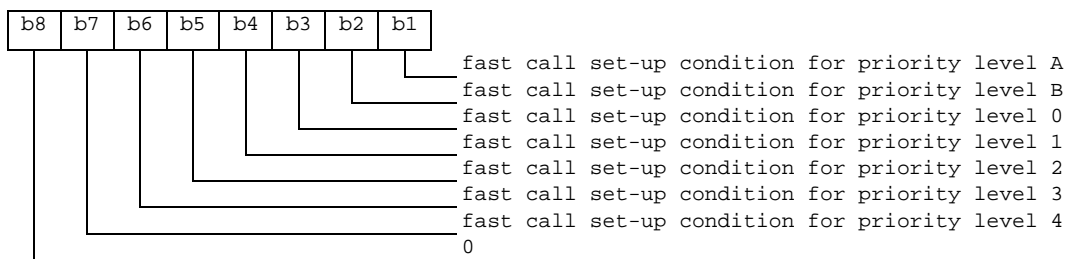 b8 b7 b6 b5 b4 b3 b2 b1
fast call set-up condition for priority level A
fast call set-up condition for priority level B
fast call set-up condition for priority level 0
fast call set-up condition for priority level 1
fast call set-up condition for priority level 2
fast call set-up condition for priority level 3
fast call set-up condition for priority level 4
0